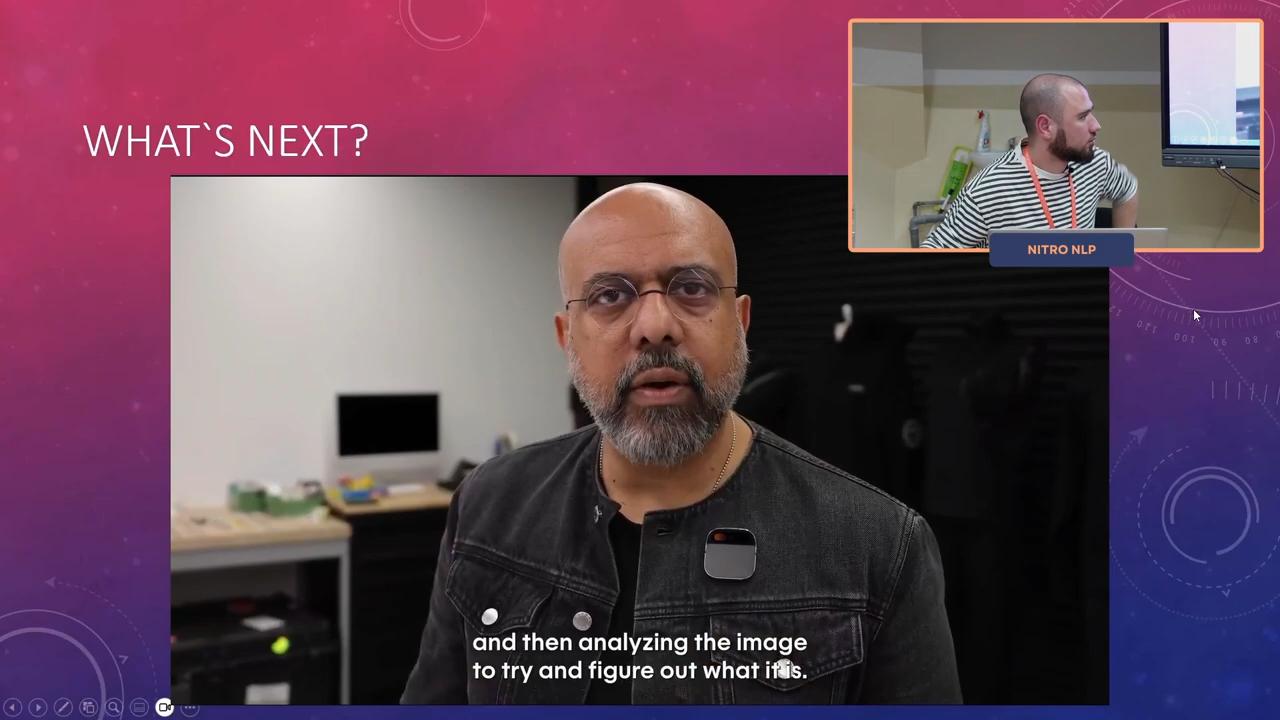 WHAT`S NEXT?
NITRO NLP
and then analyzing the image
to try and figure out what it is.